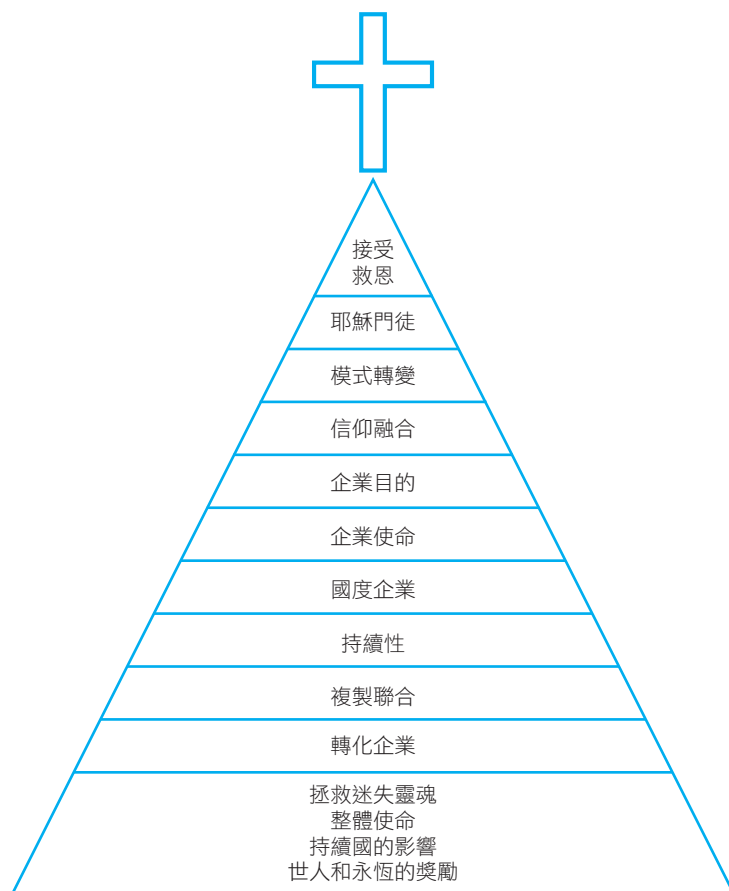 接受
救恩
耶穌門徒
模式轉變
信仰融合
企業目的
企業使命
國度企業
持續性
複製聯合
轉化企業
拯救迷失靈魂
整體使命
持續國的影響
世人和永恆的獎勵